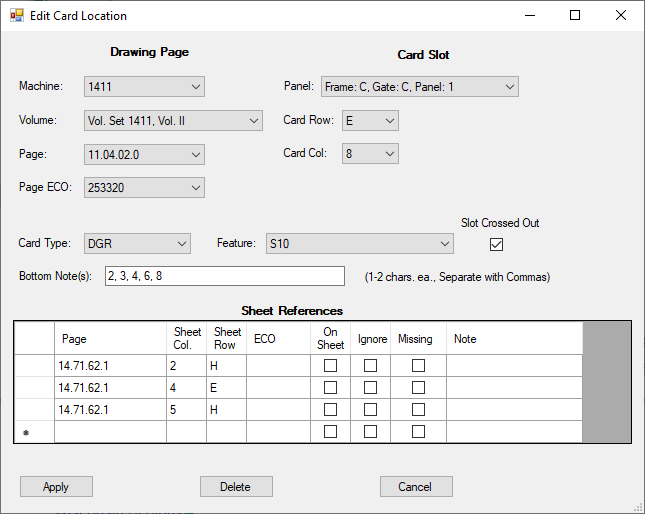 Edit Card Location
Drawing Page
Card Slot
Machine: 1411
Panel: Frame: C, Gate: C, Panel: 1
Volume: Vol. Set 1411, Vol. II
Card Row: E
Page: 11.04.02.0
Card Col: 8
Page ECO: 253320
Slot Crossed Out
Card Type: DGR
Feature: S10
Bottom Note(s): 2, 3, 4, 6, 8
(1-2 chars. ea., Separate with Commas)
Sheet References
Page Sheet Col. Sheet Row ECO On Sheet Ignore Missing Note
14.71.62.1 2 H
14.71.62.1 4 E
14.71.62.1 5 H
*
Apply Delete Cancel